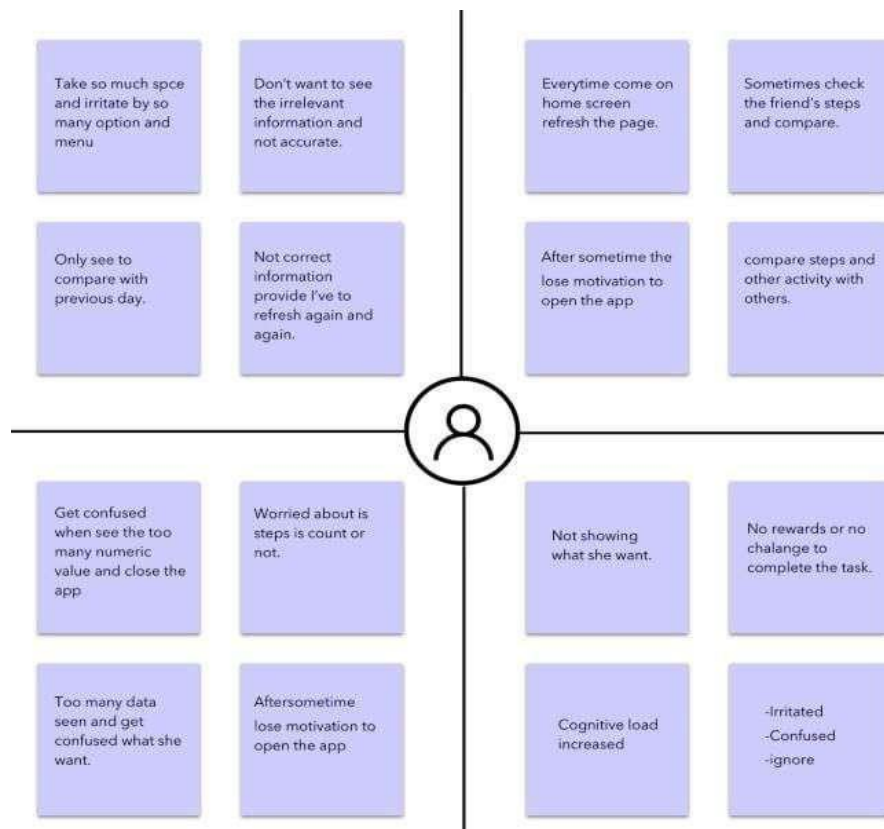 Take so much spce
and irritate by so
many option and
menu
Don't want to see
the irrelevant
information and
not accurate.
Everytime come on
home screen
refresh the page.
Sometimes check
the friend's steps
and compare.
Only see to
compare with
previous day.
Not correct
information
provide I've to
refresh again and
again.
After sometime the
lose motivation to
open the app
compare steps and
other activity with
others.
Get confused
when see the too
many numeric
value and close the
app
Worried about is
steps is count or
not.
Not showing
what she want.
No rewards or no
chalange to
complete the task.
Too many data
seen and get
confused what she
want.
Aftersometime
lose motivation to
open the app
Cognitive load
increased
-Irritated
-Confused
-ignore